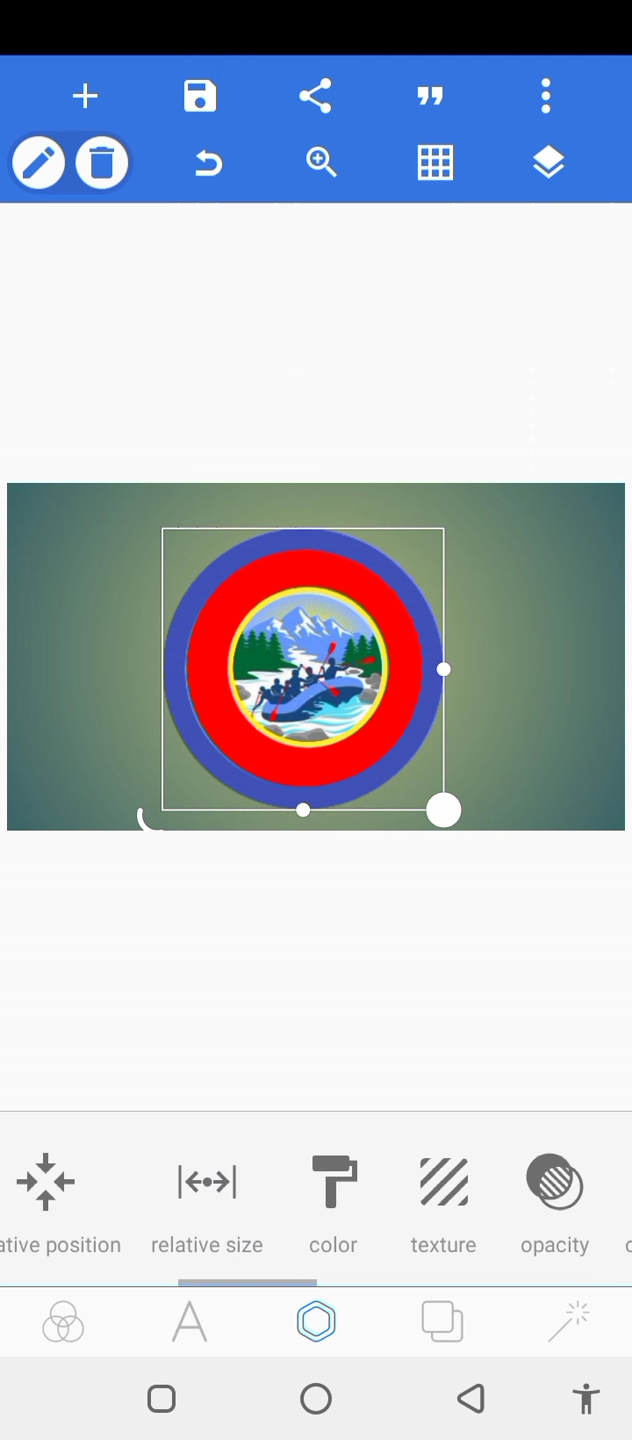 ative position
relative size
color
texture
opacity